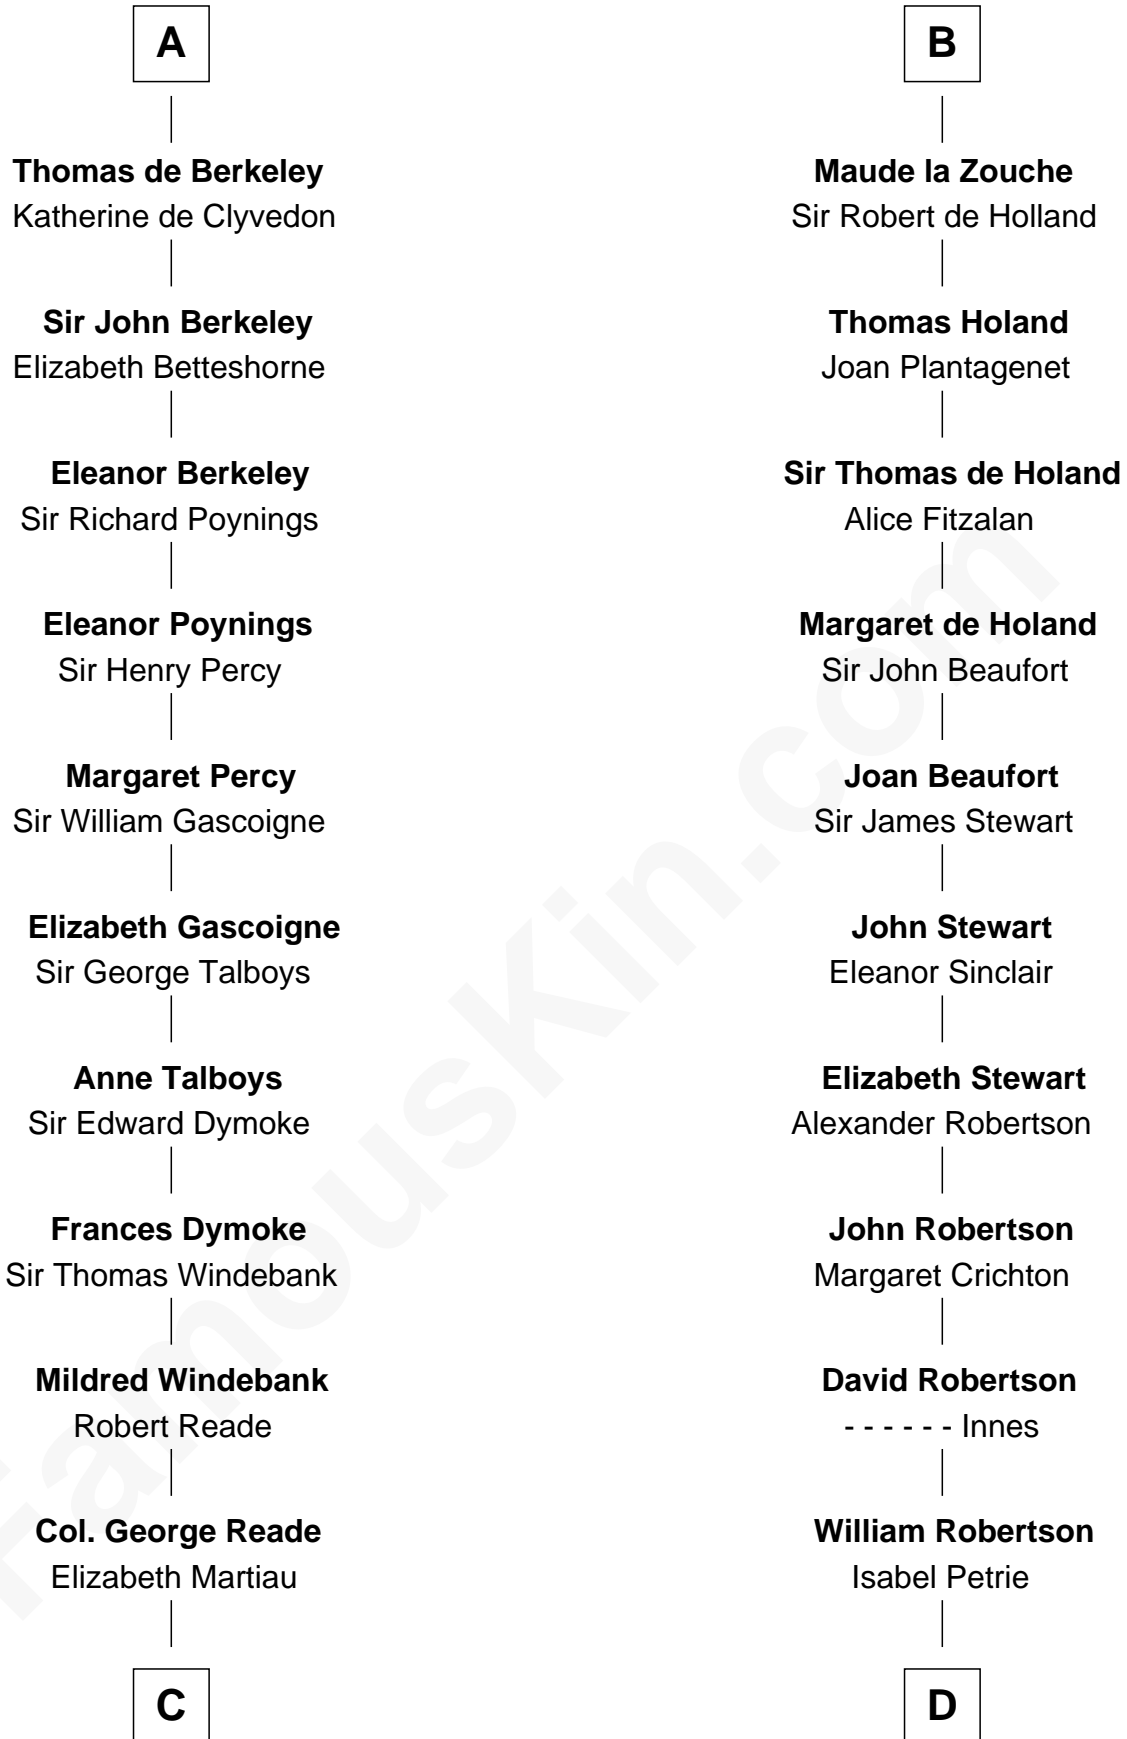 A
Thomas de Berkeley
Katherine de Clyvedon
Sir John Berkeley
Elizabeth Betteshorne
Eleanor Berkeley
Sir Richard Poynings
Eleanor Poynings
Sir Henry Percy
Margaret Percy
Sir William Gascoigne
Elizabeth Gascoigne
Sir George Talboys
Anne Talboys
Sir Edward Dymoke
Frances Dymoke
Sir Thomas Windebank
Mildred Windebank
Robert Reade
Col. George Reade
Elizabeth Martiau
C
B
Maude la Zouche
Sir Robert de Holland
Thomas Holand
Joan Plantagenet
Sir Thomas de Holand
Alice Fitzalan
Margaret de Holand
Sir John Beaufort
Joan Beaufort
Sir James Stewart
John Stewart
Eleanor Sinclair
Elizabeth Stewart
Alexander Robertson
John Robertson
Margaret Crichton
David Robertson
- - - - - - Innes
William Robertson
Isabel Petrie
D
FamousKin.com